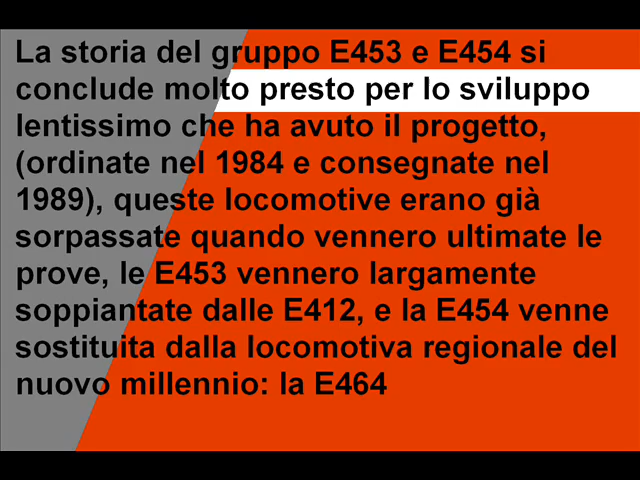 La storia del gruppo E453 e E454 si
conclude molto presto per lo sviluppo
lentissimo che ha avuto il progetto,
(ordinate nel 1984 e consegnate nel
1989), queste locomotive erano già
sorpassate quando vennero ultimate le
prove, le E453 vennero largamente
soppiantate dalle E412, e la E454 venne
sostituita dalla locomotiva regionale del
nuovo millennio: la E464